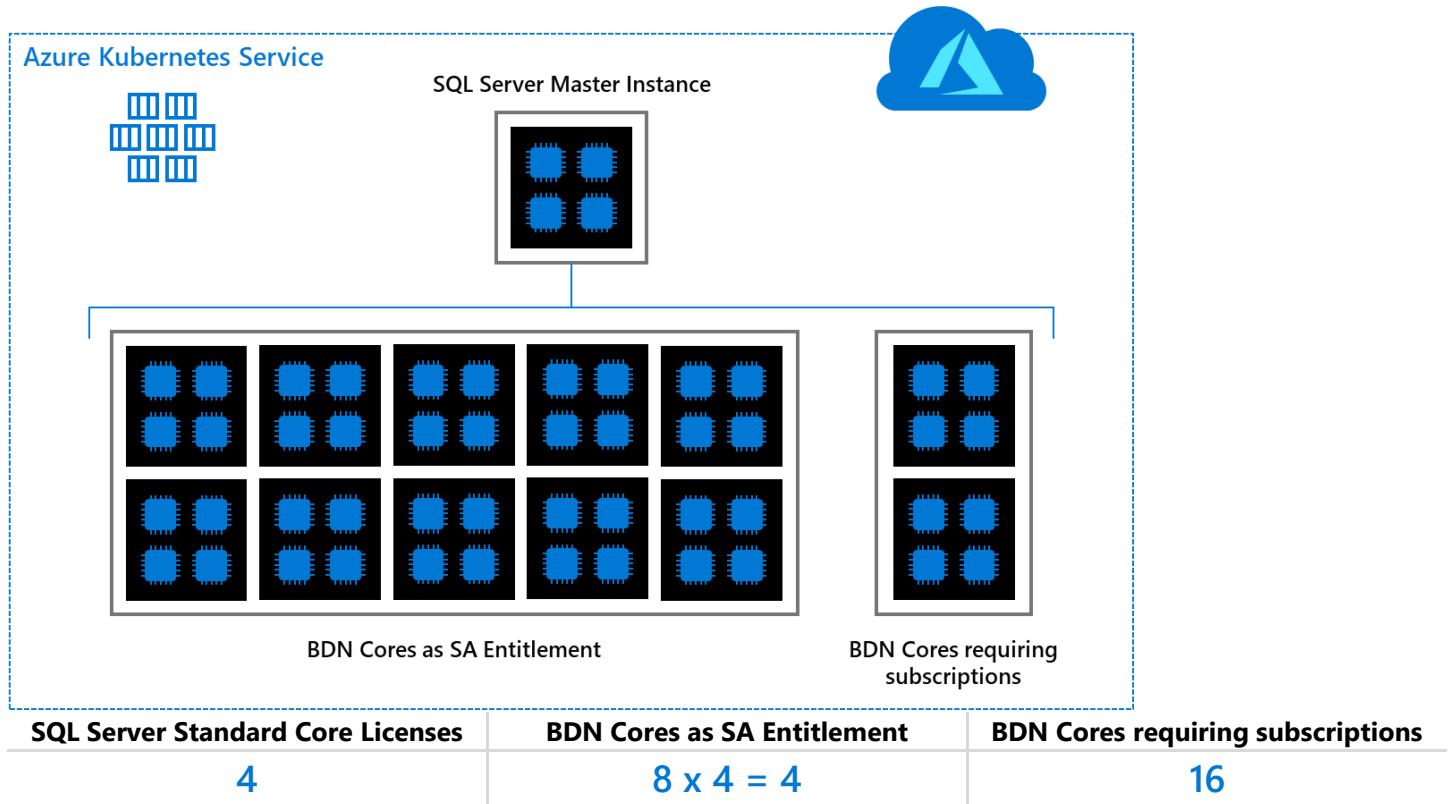 Azure Kubernetes Service
SQL Server Master Instance
BDN Cores as SA Entitlement
BDN Cores requiring
subscriptions
SQL Server Standard Core Licenses
BDN Cores as SA Entitlement
BDN Cores requiring subscriptions
4
8 x 4 = 4
16